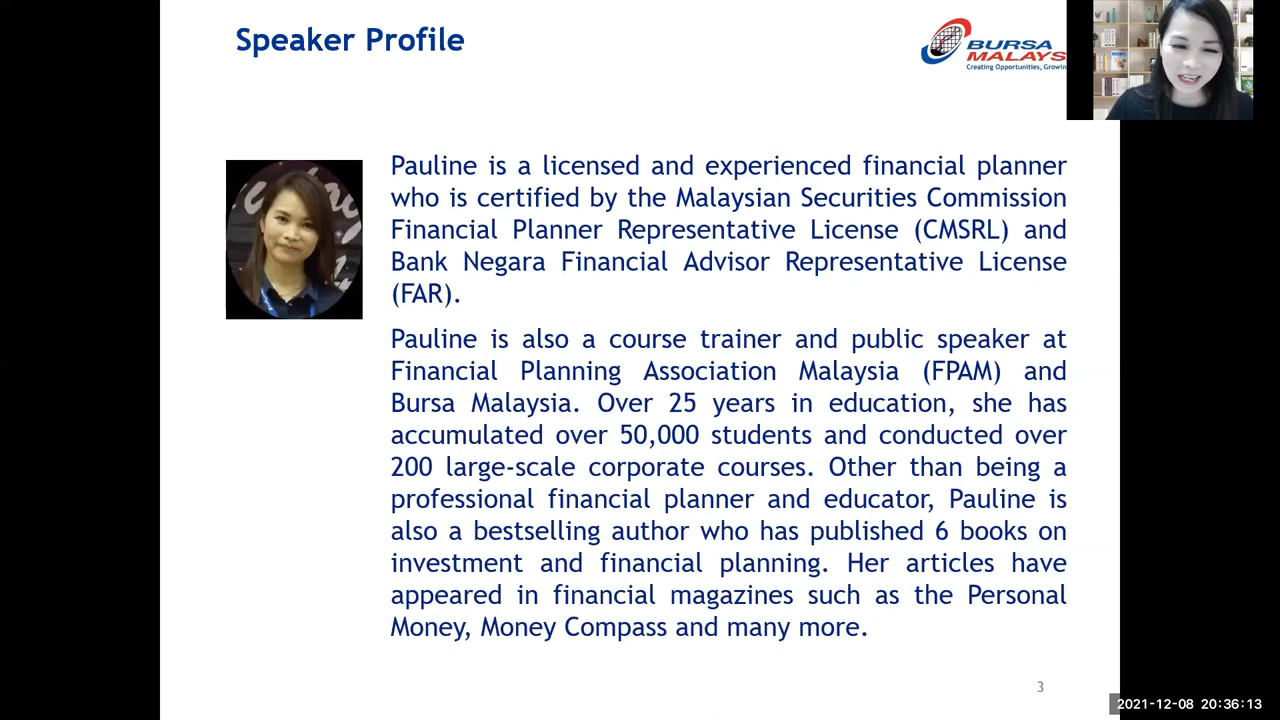 Speaker Profile
BURSA
MALAYS
Creating Opportunities, Growin
Pauline is a licensed and experienced financial planner
who is certified by the Malaysian Securities Commission
Financial Planner Representative License (CMSRL) and
Bank Negara Financial Advisor Representative License
(FAR).
Pauline is also a course trainer and public speaker at
Financial Planning Association Malaysia (FPAM) and
Bursa Malaysia. Over 25 years in education, she has
accumulated over 50,000 students and conducted over
200 large-scale corporate courses. Other than being a
professional financial planner and educator, Pauline is
also a bestselling author who has published 6 books on
investment and financial planning. Her articles have
appeared in financial magazines such as the Personal
Money, Money Compass and many more.
3
2021-12-08 20:36:13